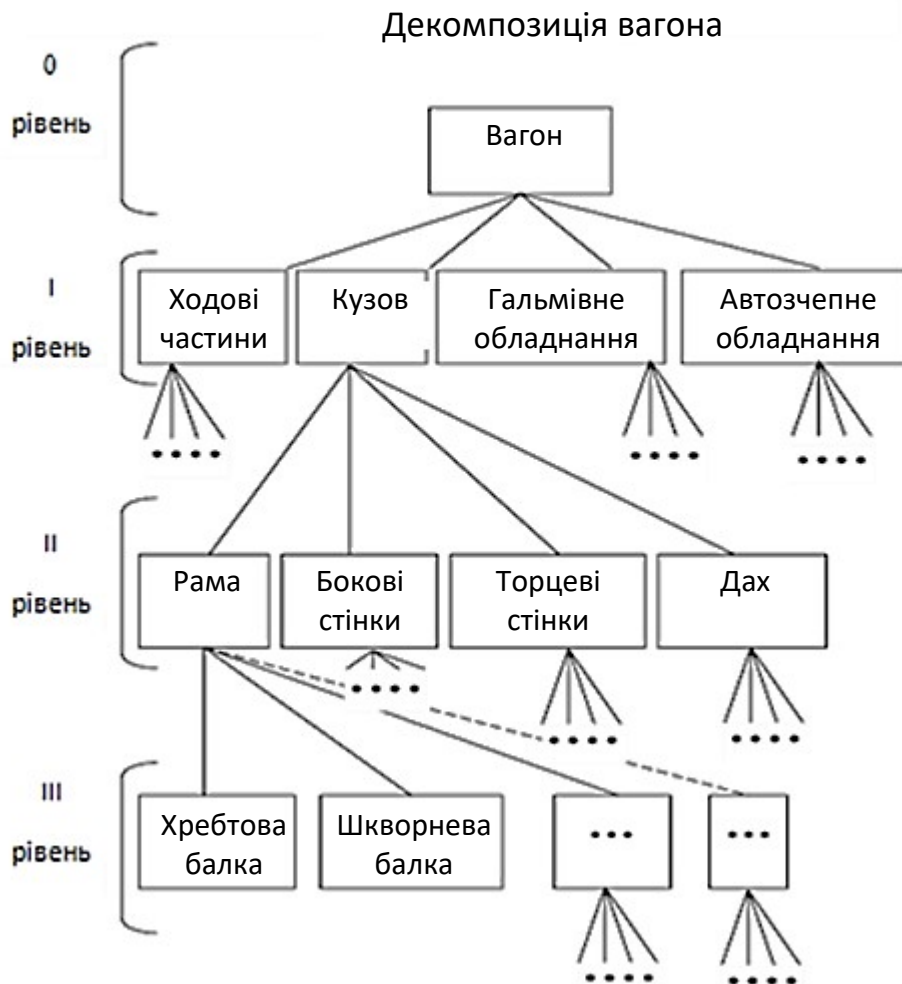 Декомпозиція вагона
0
рівень
Вагон
I
рівень
Ходові
частини
Кузов
Гальмівне
обладнання
Автозчепне
обладнання
II
рівень
Рама
Бокові
стінки
Торцеві
стінки
Дах
III
рівень
Хребтова
балка
Шкворнева
балка
...
...